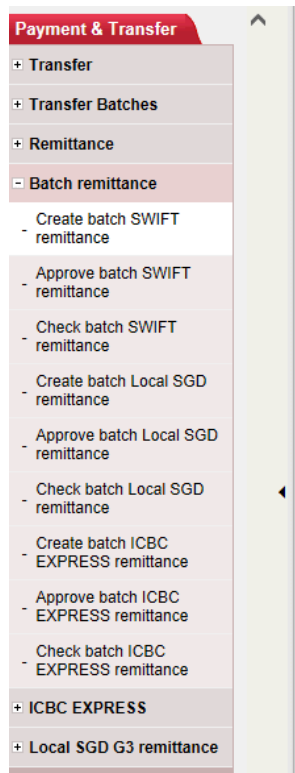 Payment & Transfer
+ Transfer
+ Transfer Batches
+ Remittance
- Batch remittance
- Create batch SWIFT
remittance
- Approve batch SWIFT
remittance
- Check batch SWIFT
remittance
- Create batch Local SGD
remittance
- Approve batch Local SGD
remittance
- Check batch Local SGD
remittance
- Create batch ICBC
EXPRESS remittance
- Approve batch ICBC
EXPRESS remittance
- Check batch ICBC
EXPRESS remittance
+ ICBC EXPRESS
+ Local SGD G3 remittance